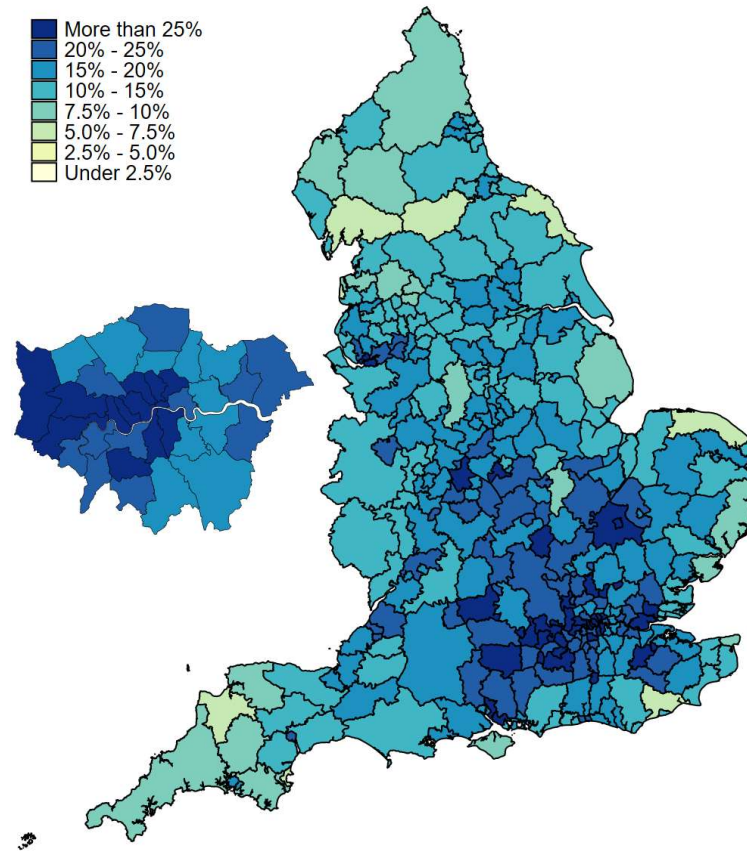 More than 25%
20% - 25%
15% - 20%
10% - 15%
7.5% - 10%
5.0% - 7.5%
2.5% - 5.0%
Under 2.5%